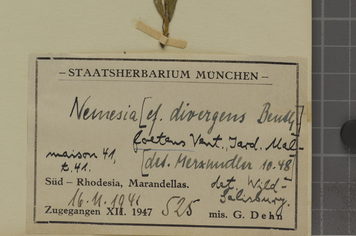 – STAATSHERBARIUM MÜNCHEN –
Nemesia [cf. divergens Benth.]
foetens Vent. Jard. Mal-
maison 41,
t. 41.
[det. Merxmüller 10.48]
Süd – Rhodesia, Marandellas.
det. Wild –
Salisbury.
16.11.1941
Zugegangen XII. 1947
525
mis. G. Dehn